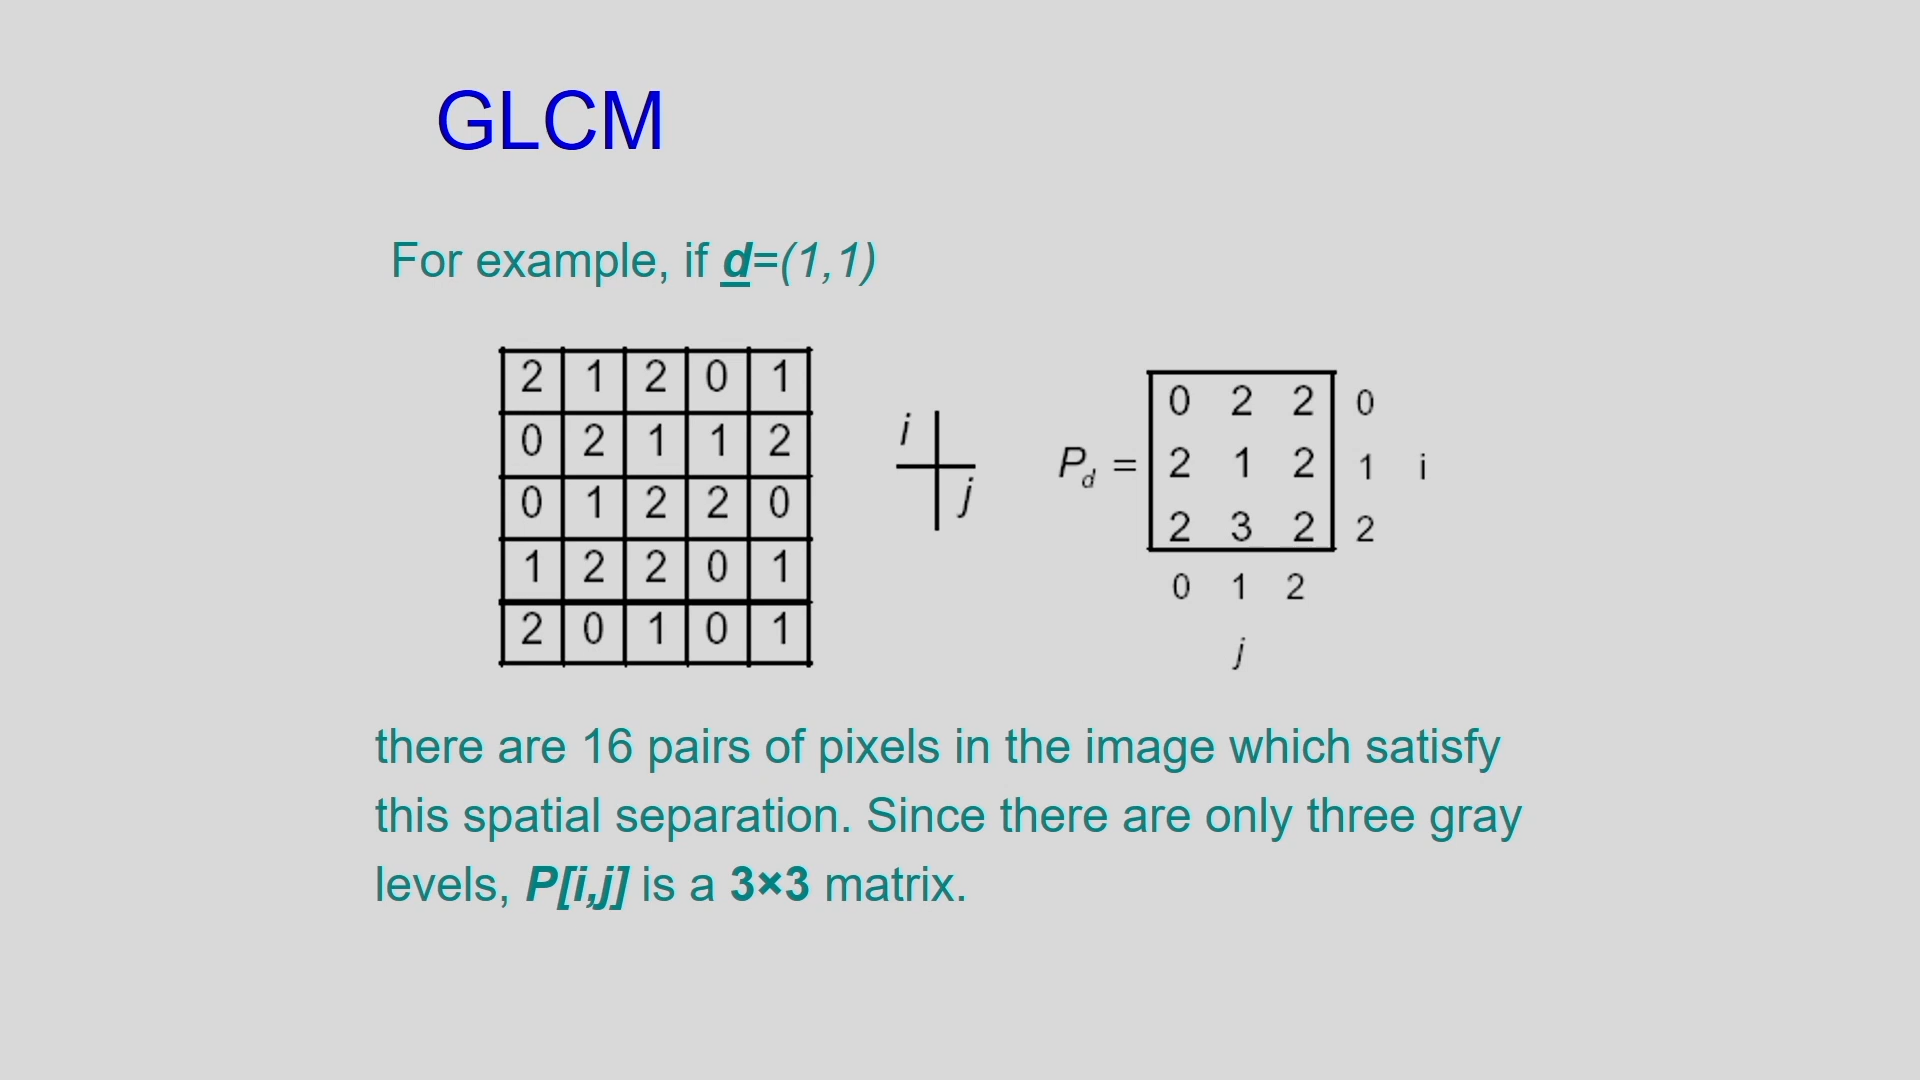 GLCM
For example, if d=(1,1)
2 1 2 0 1
0 2 1 1 2
0 1 2 2 0
1 2 2 0 1
2 0 1 0 1
i
j
Pd =
0 2 2 0
2 1 2 1 i
2 3 2 2
0 1 2
j
there are 16 pairs of pixels in the image which satisfy
this spatial separation. Since there are only three gray
levels, P[i,j] is a 3×3 matrix.